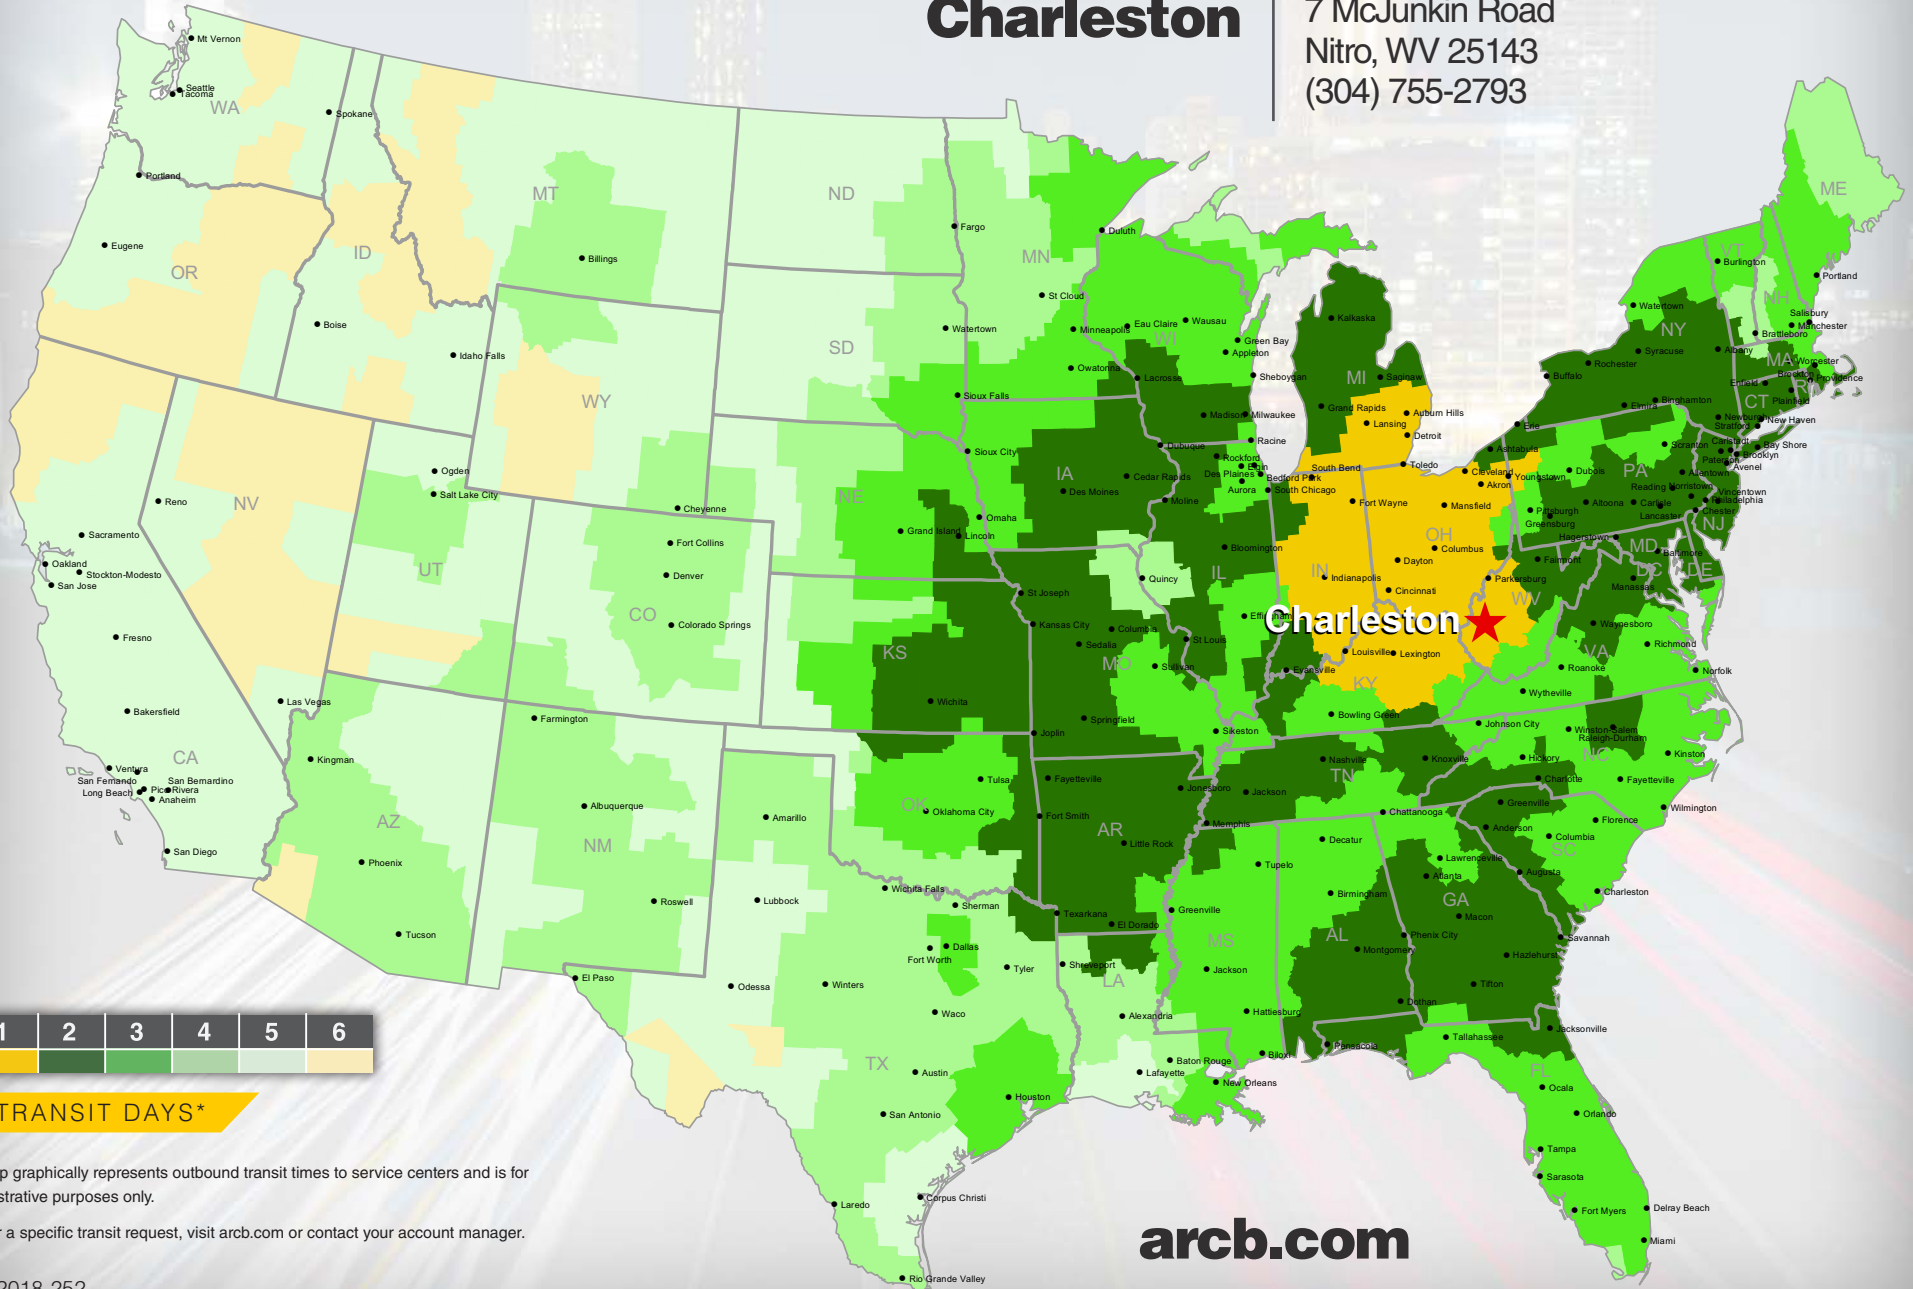 Charleston
7 McJunkin Road
Nitro, WV 25143
(304) 755-2793
Mt Vernon
Seattle
Tacoma
WA
Spokane
Portland
Eugene
OR
ID
Boise
Idaho Falls
MT
Billings
ND
Fargo
MN
Duluth
St Cloud
Minneapolis
Owatonna
SD
Watertown
Sioux Falls
WY
Cheyenne
NE
Sioux City
Omaha
Grand Island
Lincoln
IA
Des Moines
Cedar Rapids
Dubuque
WI
Eau Claire
Wausau
Green Bay
Appleton
Sheboygan
Lacrosse
Madison
Milwaukee
Racine
Rockford
Elgin
Des Plaines
Bedford Park
Aurora
South Chicago
Moline
Bloomington
IL
Quincy
Effingham
MI
Kalkaska
Saginaw
Grand Rapids
Auburn Hills
Lansing
Detroit
South Bend
Toledo
Fort Wayne
IN
Indianapolis
Evansville
OH
Cleveland
Akron
Ashtabula
Youngstown
Mansfield
Columbus
Dayton
Cincinnati
Parkersburg
WV
Fairmont
Charleston
Louisville
Lexington
KY
Bowling Green
NV
Reno
Las Vegas
UT
Ogden
Salt Lake City
CO
Fort Collins
Denver
Colorado Springs
KS
Wichita
St Joseph
Kansas City
Columbia
Sedalia
MO
Sullivan
St Louis
Springfield
Joplin
Sikeston
CA
Sacramento
Oakland
Stockton-Modesto
San Jose
Fresno
Bakersfield
Ventura
San Fernando
San Bernardino
Long Beach
Pico Rivera
Anaheim
San Diego
AZ
Kingman
Phoenix
Tucson
NM
Farmington
Albuquerque
Roswell
OK
Tulsa
Oklahoma City
AR
Fayetteville
Fort Smith
Jonesboro
Little Rock
Texarkana
El Dorado
TX
Amarillo
Lubbock
Wichita Falls
Sherman
Dallas
Fort Worth
Tyler
El Paso
Odessa
Winters
Waco
Austin
San Antonio
Houston
Laredo
Corpus Christi
Rio Grande Valley
LA
Shreveport
Alexandria
Baton Rouge
Lafayette
New Orleans
MS
Tupelo
Greenville
Jackson
Hattiesburg
Biloxi
TN
Nashville
Knoxville
Jackson
Memphis
Chattanooga
AL
Decatur
Birmingham
Montgomery
Dothan
GA
Lawrenceville
Atlanta
Augusta
Macon
Phenix City
Hazlehurst
Tifton
Savannah
FL
Pensacola
Tallahassee
Jacksonville
Ocala
Orlando
Tampa
Sarasota
Fort Myers
Delray Beach
Miami
SC
Greenville
Anderson
Florence
Columbia
Charleston
NC
Winston-Salem
Raleigh-Durham
Hickory
Charlotte
Fayetteville
Kinston
Wilmington
Johnson City
VA
Waynesboro
Richmond
Roanoke
Norfolk
Wytheville
Manassas
DC
MD
Hagerstown
Baltimore
DE
NJ
PA
Erie
Dubois
Scranton
Allentown
Reading
Norristown
Vincentown
Philadelphia
Chester
Altoona
Carlisle
Lancaster
Pittsburgh
Greensburg
NY
Watertown
Syracuse
Rochester
Buffalo
Elmira
Binghamton
Albany
Newburgh
Carlstadt
Bay Shore
Brooklyn
Paterson
Avenel
CT
New Haven
Stratford
Enfield
Plainfield
RI
Providence
MA
Brockton
Worcester
VT
Burlington
Brattleboro
NH
Salisbury
Manchester
ME
Portland
1 2 3 4 5 6
TRANSIT DAYS*
p graphically represents outbound transit times to service centers and is for
strative purposes only.
r a specific transit request, visit arcb.com or contact your account manager.
2018-252
arcb.com